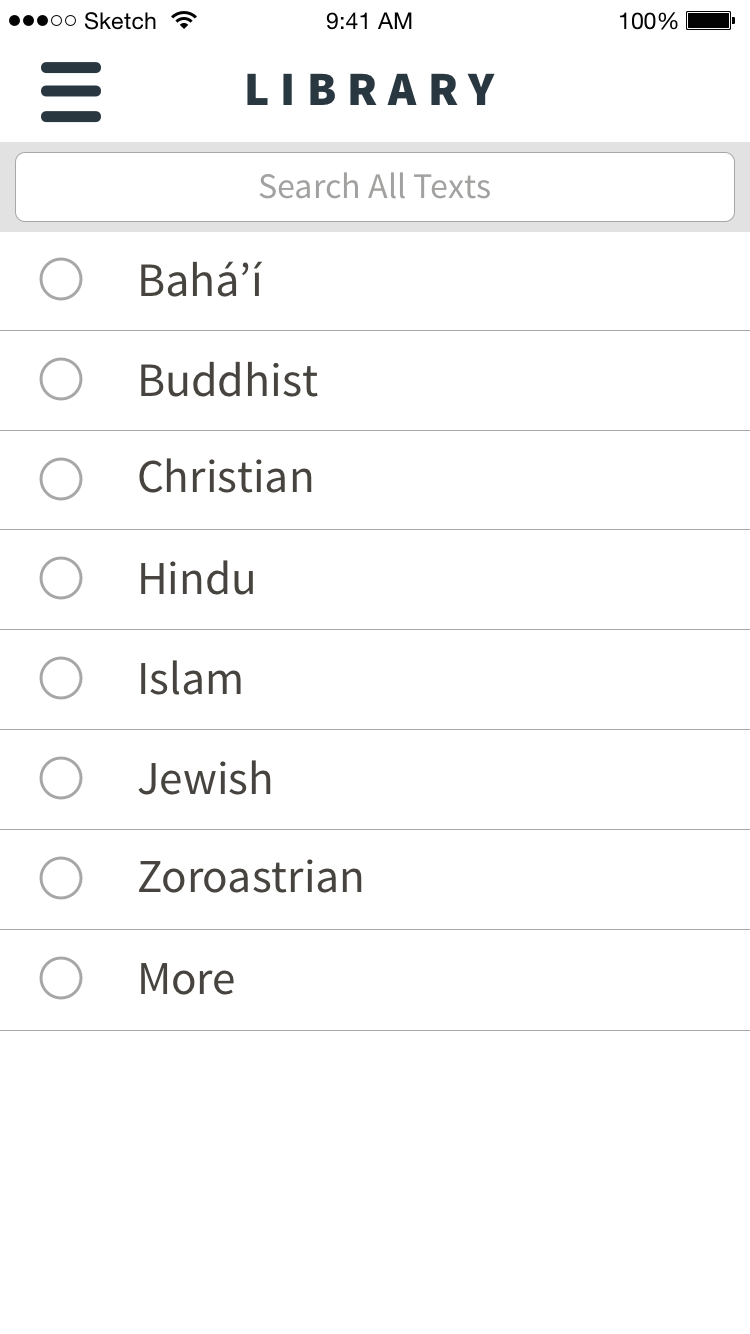 Sketch 9:41 AM 100%
LIBRARY
Search All Texts
Bahá’í
Buddhist
Christian
Hindu
Islam
Jewish
Zoroastrian
More